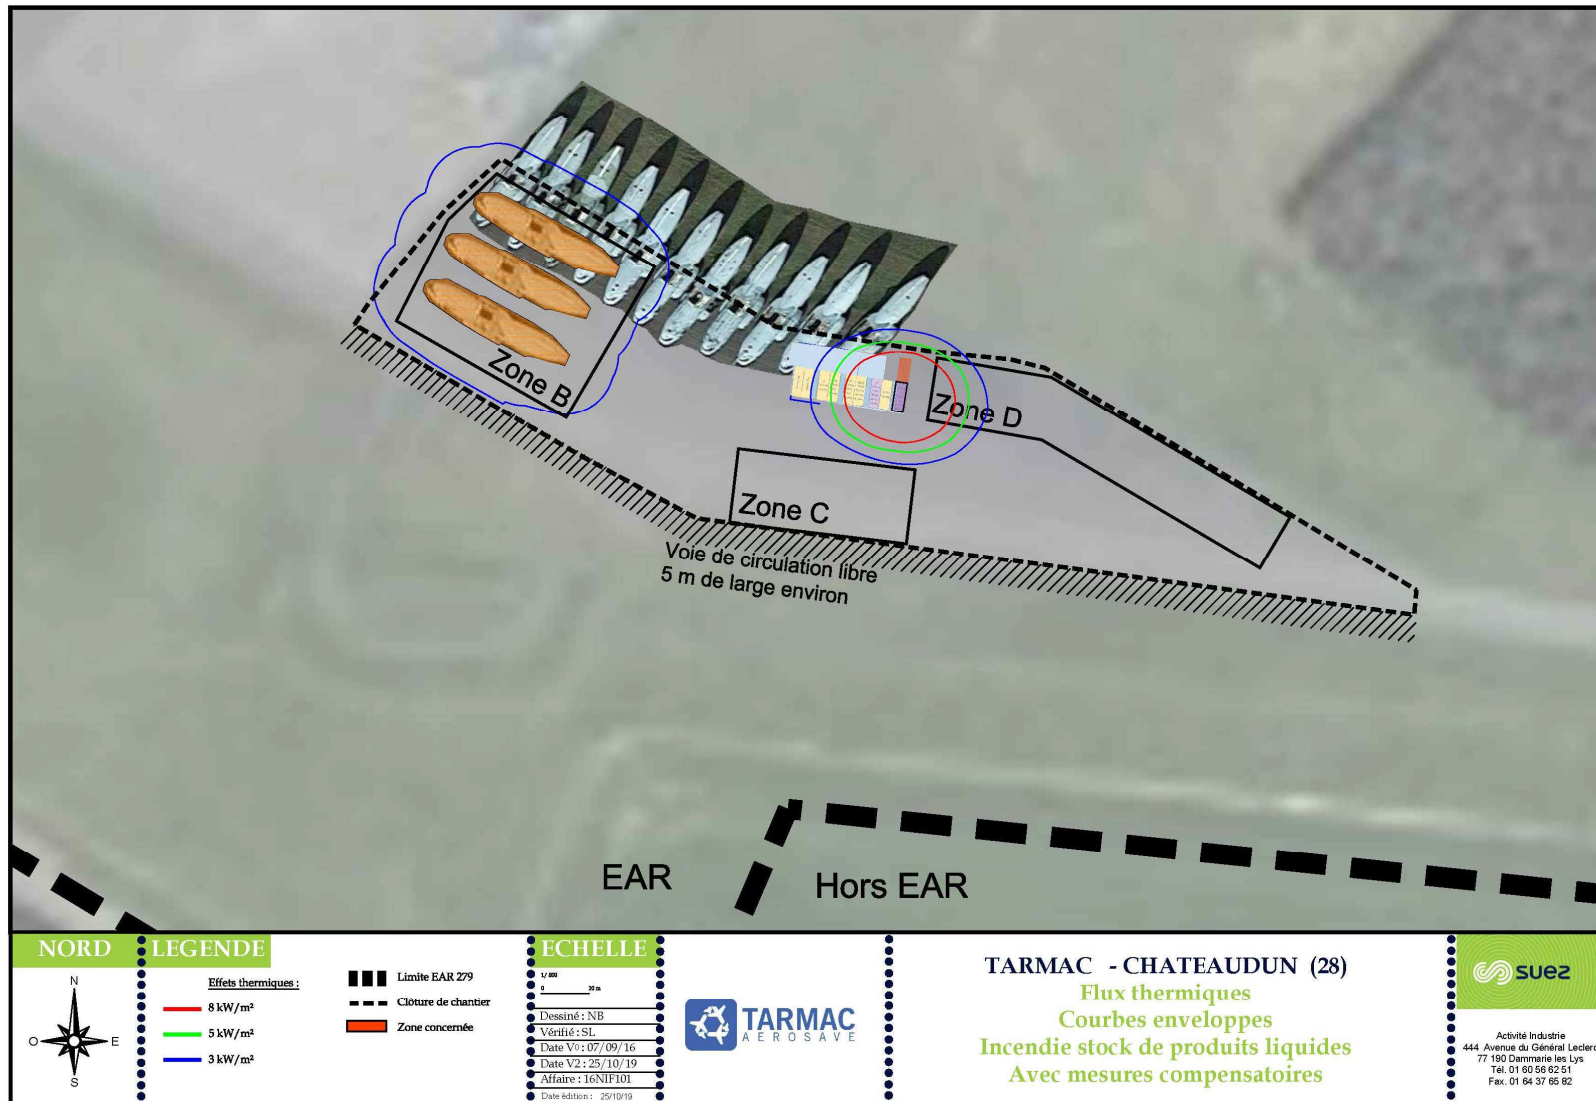 Zone B
Zone D
Zone C
Voie de circulation libre
5 m de large environ
EAR
Hors EAR
NORD
N
O
E
S
LEGENDE
Effets thermiques :
8 kW/m²
5 kW/m²
3 kW/m²
Limite EAR 279
Clôture de chantier
Zone concernée
ECHELLE
1/ 800
0
10 m
Dessiné : NB
Vérifié : SL
Date V0 : 07/09/16
Date V2 : 25/10/19
Affaire : 16NIF101
Date édition : 25/10/19
TARMAC
AEROSAVE
TARMAC - CHATEAUDUN (28)
Flux thermiques
Courbes enveloppes
Incendie stock de produits liquides
Avec mesures compensatoires
suez
Activité Industrie
444 Avenue du Général Leclerc
77 190 Dammarie les Lys
Tél. 01 60 56 62 51
Fax. 01 64 37 65 82